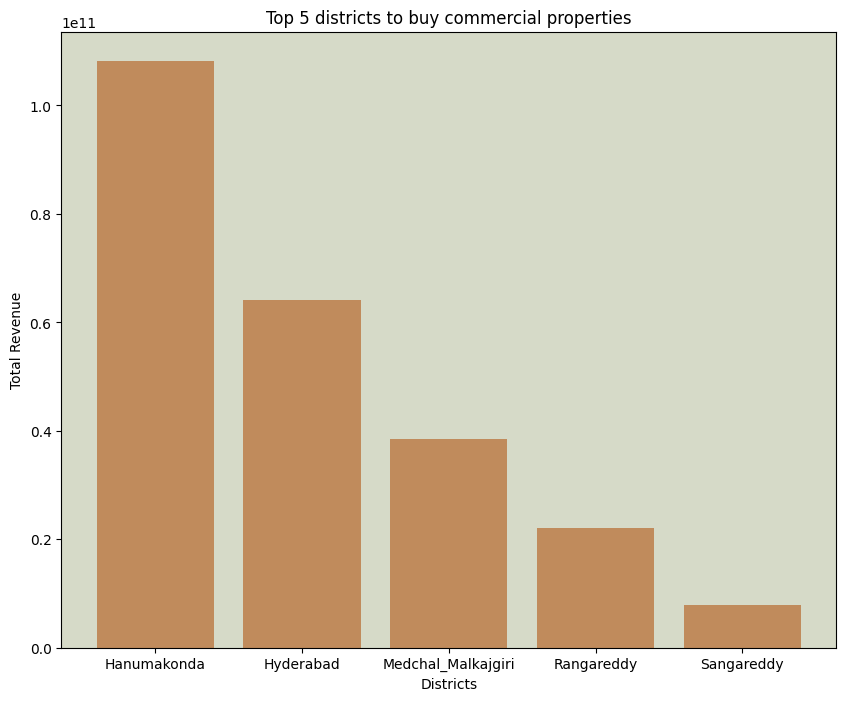 Top 5 districts to buy commercial properties
1e11
1.0
0.8
0.6
0.4
0.2
0.0
Total Revenue
Hanumakonda
Hyderabad
Medchal_Malkajgiri
Rangareddy
Sangareddy
Districts